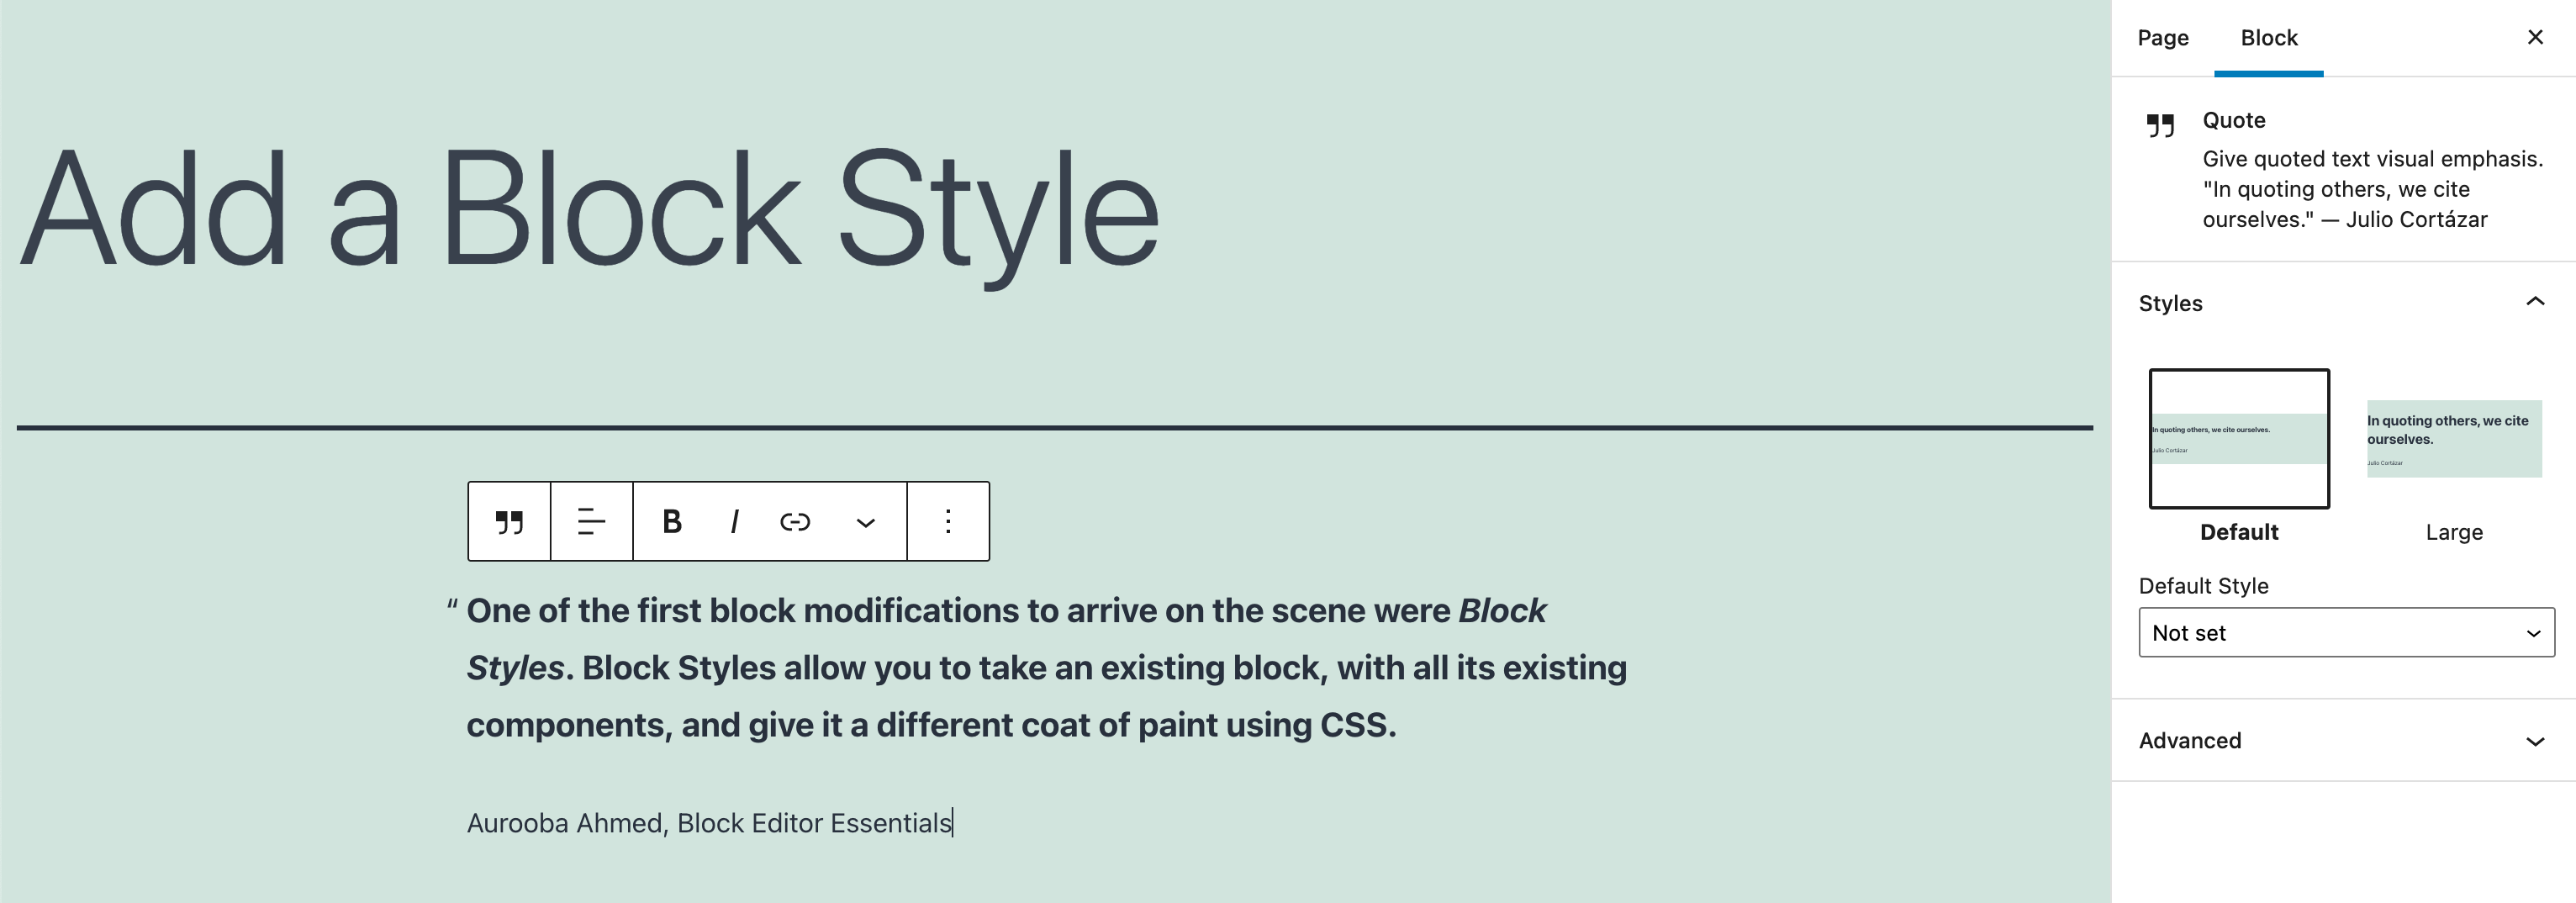 Add a Block Style
B I
“ One of the first block modifications to arrive on the scene were Block
Styles. Block Styles allow you to take an existing block, with all its existing
components, and give it a different coat of paint using CSS.
Aurooba Ahmed, Block Editor Essentials
Page Block
Quote
Give quoted text visual emphasis.
"In quoting others, we cite
ourselves." — Julio Cortázar
Styles
In quoting others, we cite ourselves.
Julio Cortázar
Default
In quoting others, we cite
ourselves.
Julio Cortázar
Large
Default Style
Not set
Advanced